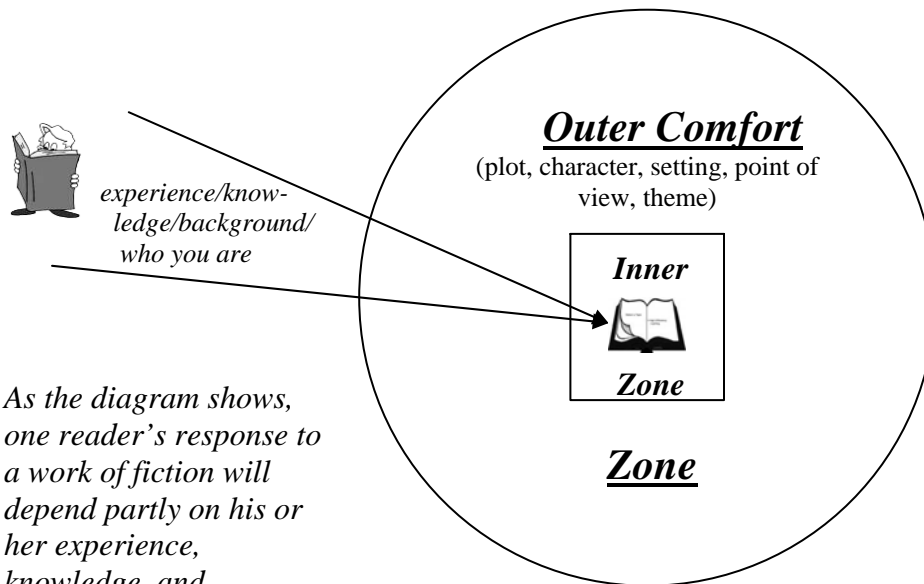 Outer Comfort
(plot, character, setting, point of
view, theme)
experience/know-
ledge/background/
who you are
Inner
Zone
Zone
As the diagram shows,
one reader's response to
a work of fiction will
depend partly on his or
her experience,
knowledge, and